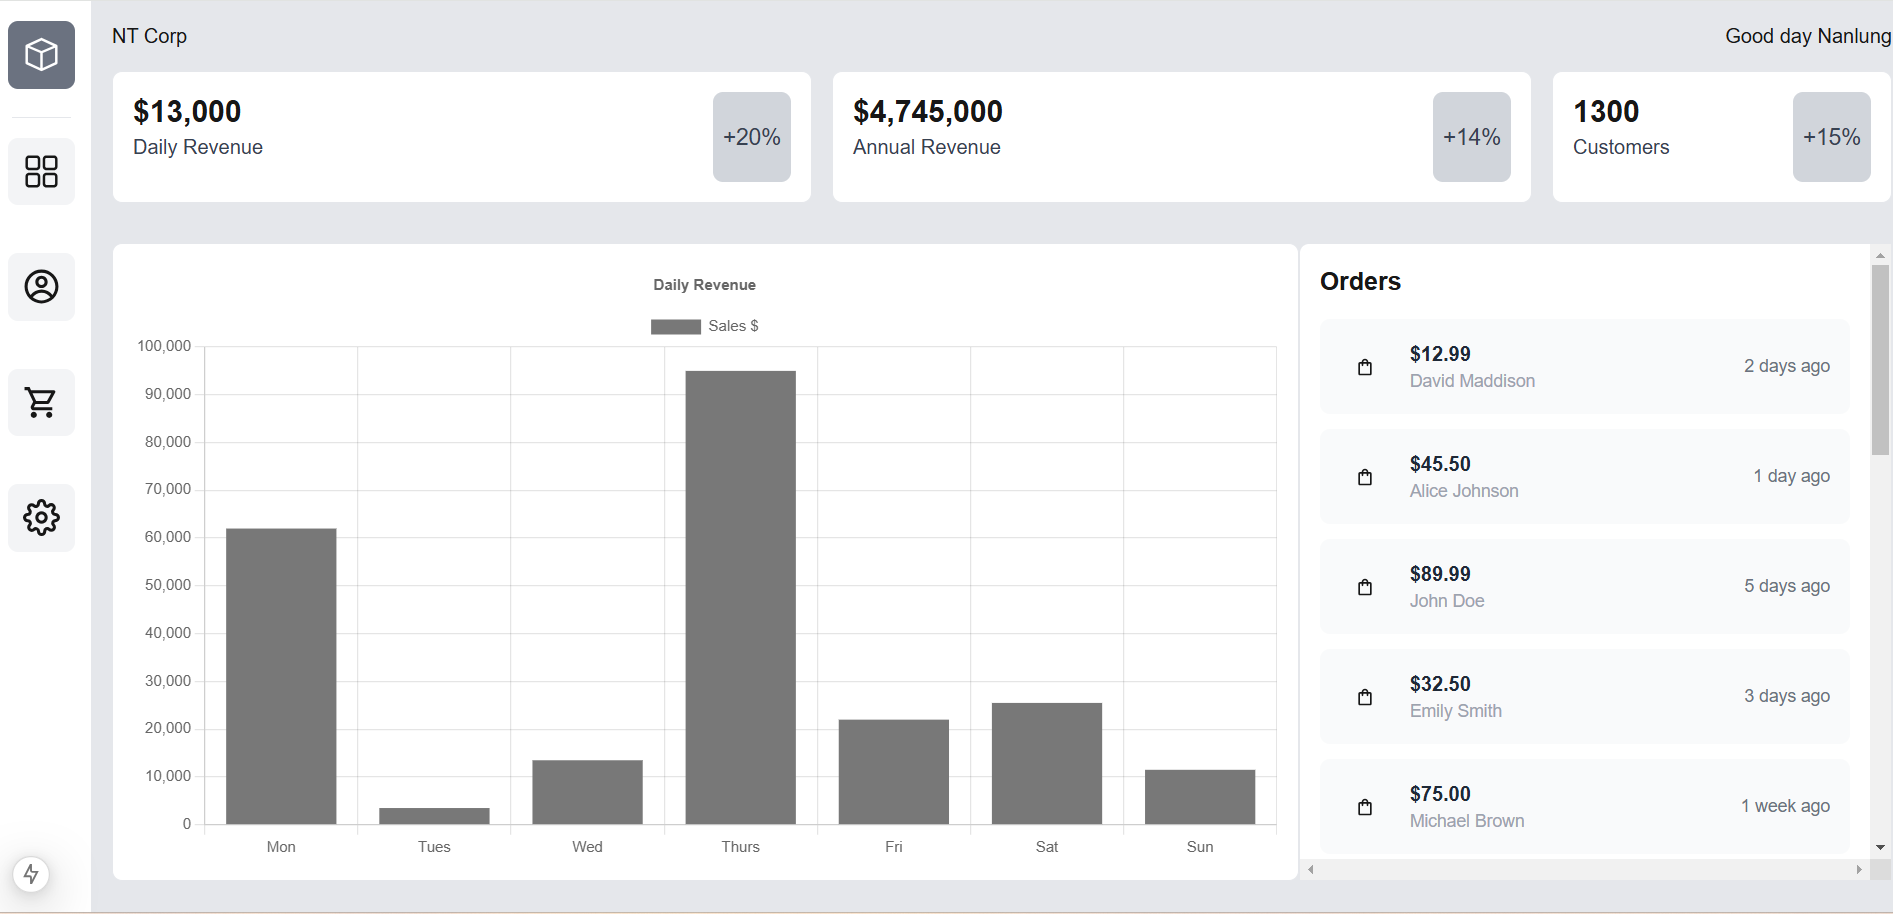 NT Corp
Good day Nanlung
$13,000
Daily Revenue
+20%
$4,745,000
Annual Revenue
+14%
1300
Customers
+15%
Daily Revenue
Sales $
100,000
90,000
80,000
70,000
60,000
50,000
40,000
30,000
20,000
10,000
0
Mon Tues Wed Thurs Fri Sat Sun
Orders
$12.99
David Maddison
2 days ago
$45.50
Alice Johnson
1 day ago
$89.99
John Doe
5 days ago
$32.50
Emily Smith
3 days ago
$75.00
Michael Brown
1 week ago